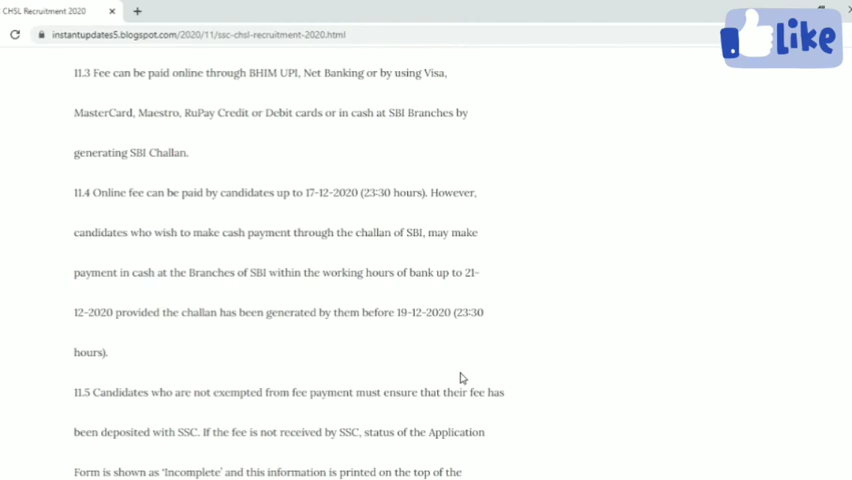 CHSL Recruitment 2020
instantupdates5.blogspot.com/2020/11/ssc-chsl-recruitment-2020.html
Like
11.3 Fee can be paid online through BHIM UPI, Net Banking or by using Visa,
MasterCard, Maestro, RuPay Credit or Debit cards or in cash at SBI Branches by
generating SBI Challan.
11.4 Online fee can be paid by candidates up to 17-12-2020 (23:30 hours). However,
candidates who wish to make cash payment through the challan of SBI, may make
payment in cash at the Branches of SBI within the working hours of bank up to 21-
12-2020 provided the challan has been generated by them before 19-12-2020 (23:30
hours).
11.5 Candidates who are not exempted from fee payment must ensure that their fee has
been deposited with SSC. If the fee is not received by SSC, status of the Application
Form is shown as 'Incomplete' and this information is printed on the top of the